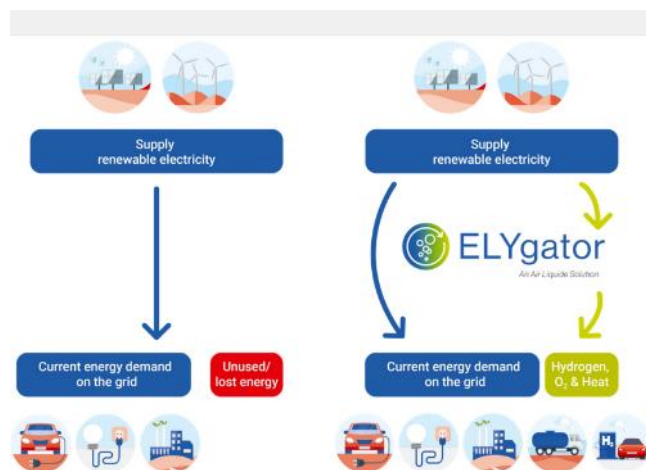 Supply
renewable electricity
Supply
renewable electricity
ELYgator
An Air Liquide Solution
Current energy demand
on the grid
Unused/
lost energy
Current energy demand
on the grid
Hydrogen,
O₂ & Heat
H₂